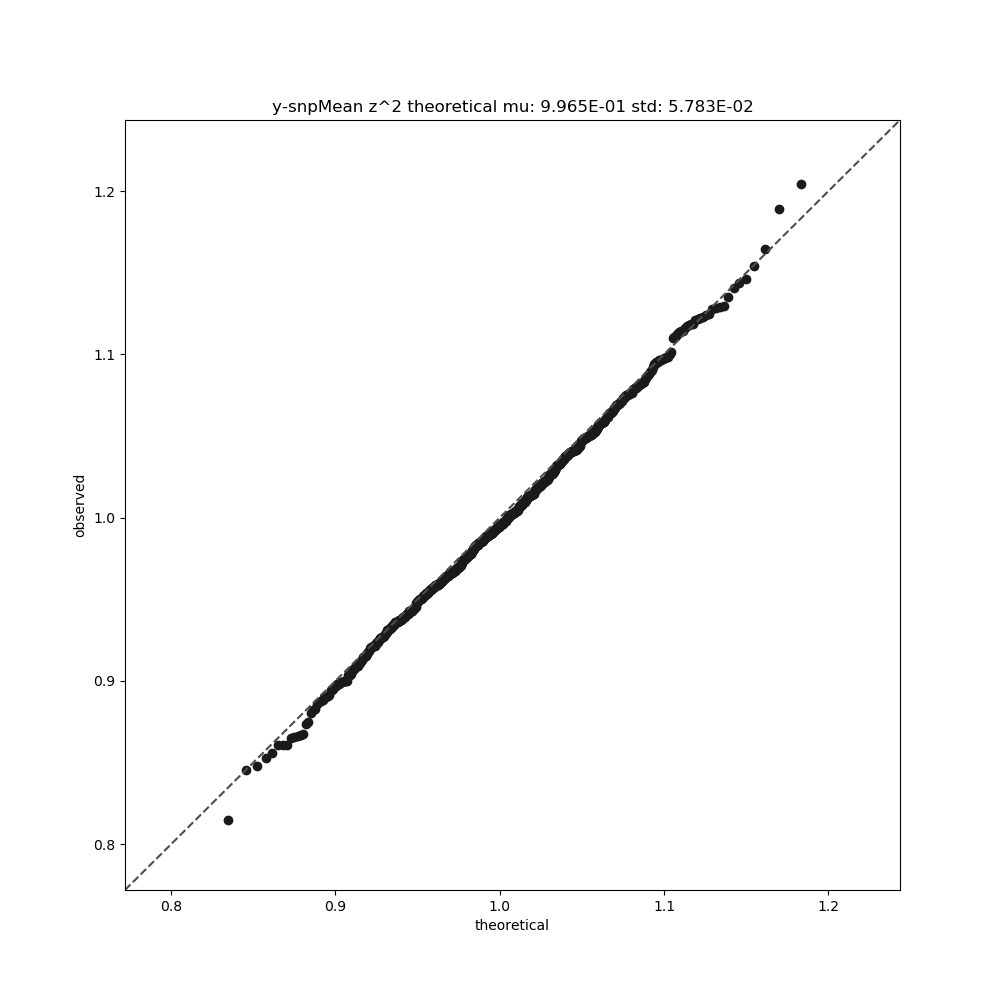 y-snpMean z^2 theoretical mu: 9.965E-01 std: 5.783E-02
1.2
1.1
1.0
0.9
0.8
observed
0.8 0.9 1.0 1.1 1.2
theoretical